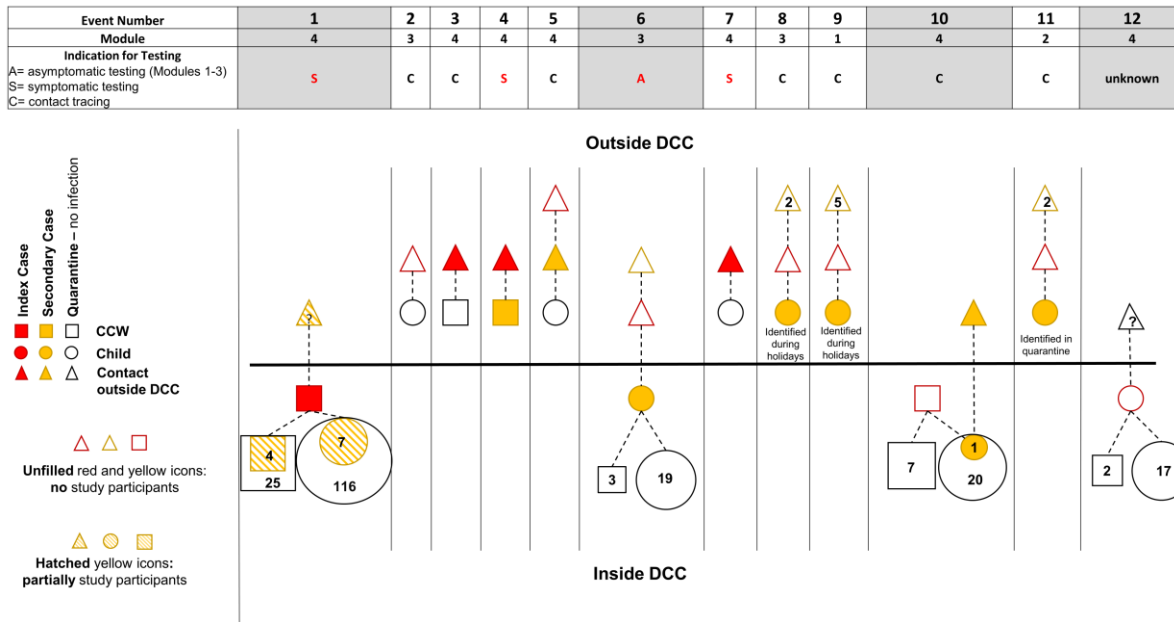 Event Number 1 2 3 4 5 6 7 8 9 10 11 12
Module 4 3 4 4 4 3 4 3 1 4 2 4
Indication for Testing
A= asymptomatic testing (Modules 1-3)
S= symptomatic testing
C= contact tracing
S C C S C A S C C C C unknown
Outside DCC
Index Case
Secondary Case
Quarantine – no infection
CCW
Child
Contact
outside DCC
Unfilled red and yellow icons:
no study participants
Hatched yellow icons:
partially study participants
2 5 2
? ?
Identified
during
holidays
Identified
during
holidays
Identified in
quarantine
4 7 1
25 116 3 19 7 20 2 17
Inside DCC